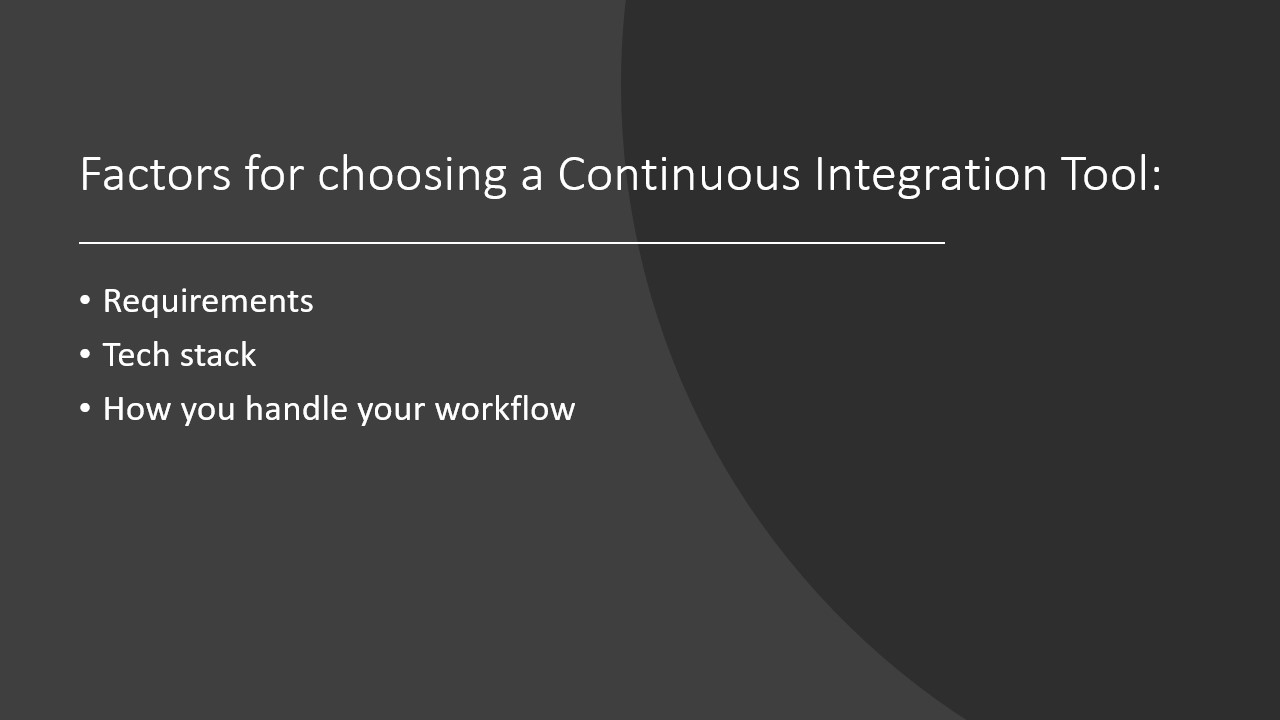 Factors for choosing a Continuous Integration Tool:
• Requirements
• Tech stack
• How you handle your workflow